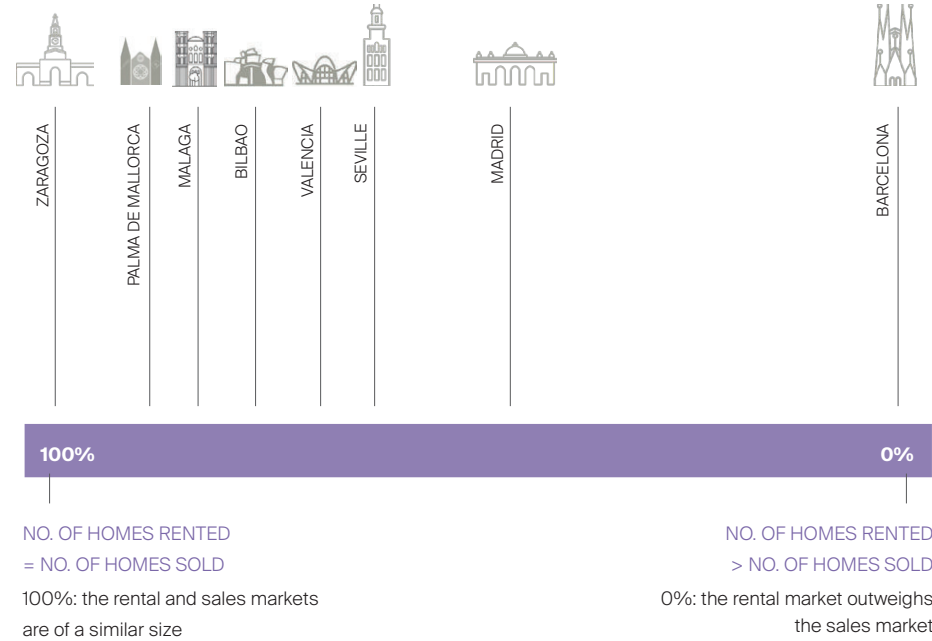 ZARAGOZA
PALMA DE MALLORCA
MALAGA
BILBAO
VALENCIA
SEVILLE
MADRID
BARCELONA
100%
0%
NO. OF HOMES RENTED
= NO. OF HOMES SOLD
100%: the rental and sales markets
are of a similar size
NO. OF HOMES RENTED
> NO. OF HOMES SOLD
0%: the rental market outweighs
the sales market